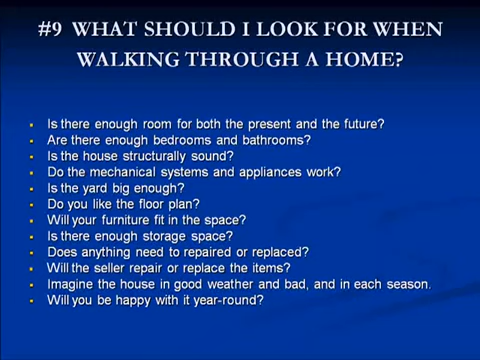 #9 WHAT SHOULD I LOOK FOR WHEN
WALKING THROUGH A HOME?
Is there enough room for both the present and the future?
Are there enough bedrooms and bathrooms?
Is the house structurally sound?
Do the mechanical systems and appliances work?
Is the yard big enough?
Do you like the floor plan?
Will your furniture fit in the space?
Is there enough storage space?
Does anything need to repaired or replaced?
Will the seller repair or replace the items?
Imagine the house in good weather and bad, and in each season.
Will you be happy with it year-round?